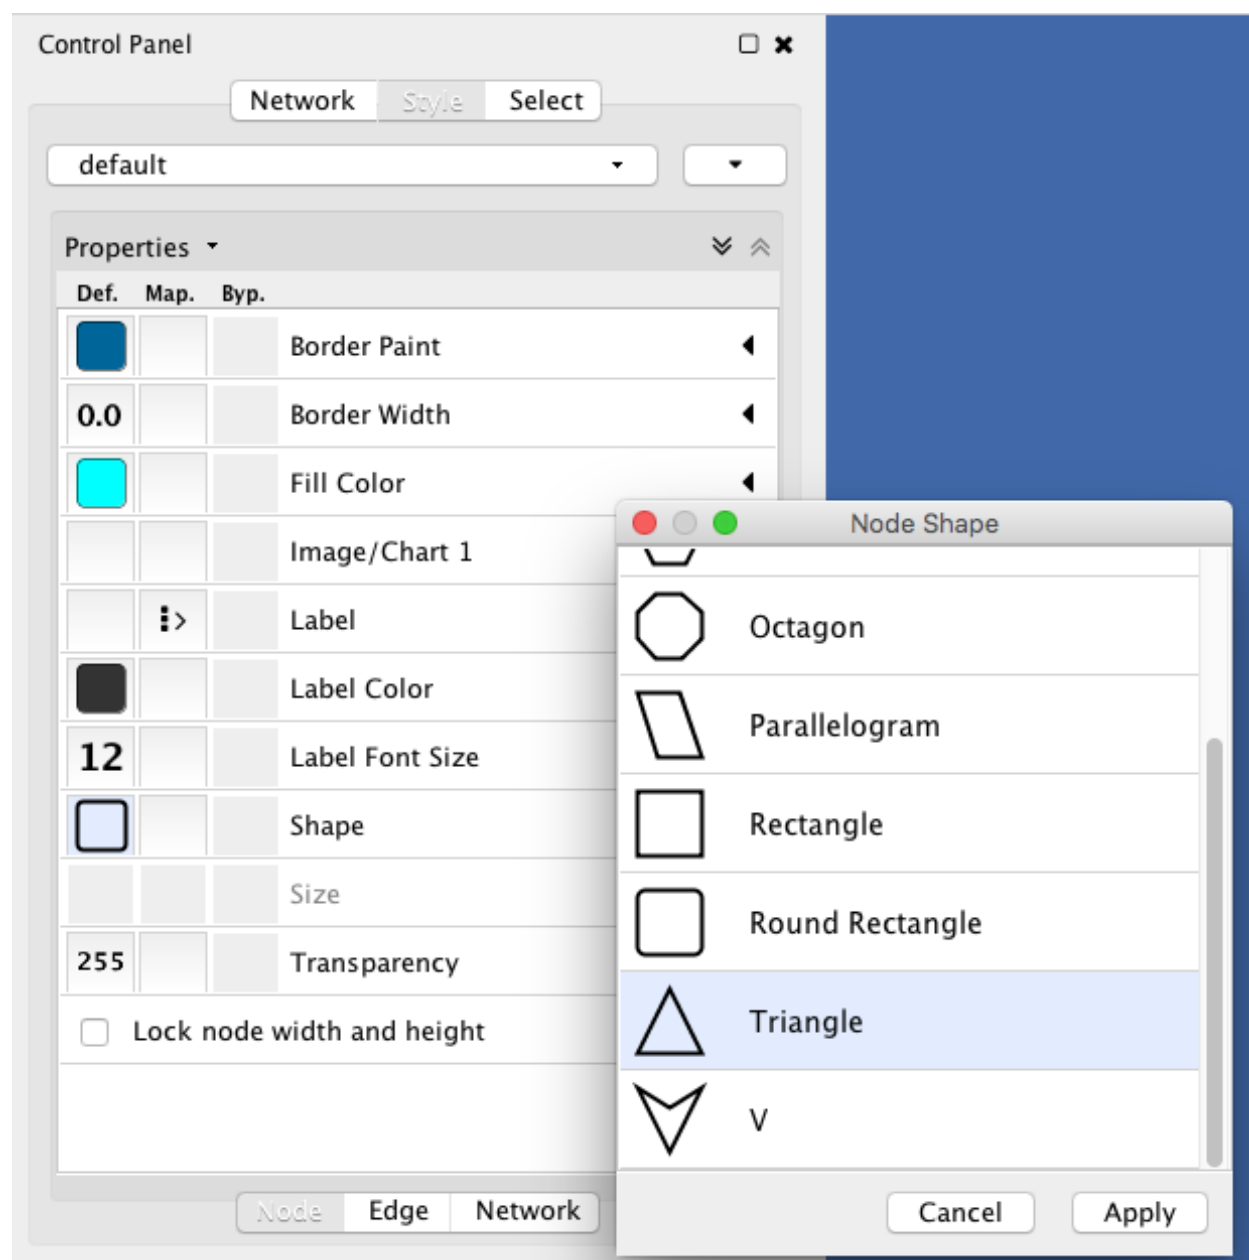 Control Panel
Network Style Select
default
Properties
Def. Map. Byp.
Border Paint
0.0 Border Width
Fill Color
Image/Chart 1
Label
Label Color
12 Label Font Size
Shape
Size
255 Transparency
Lock node width and height
Node Edge Network
Node Shape
Octagon
Parallelogram
Rectangle
Round Rectangle
Triangle
V
Cancel Apply